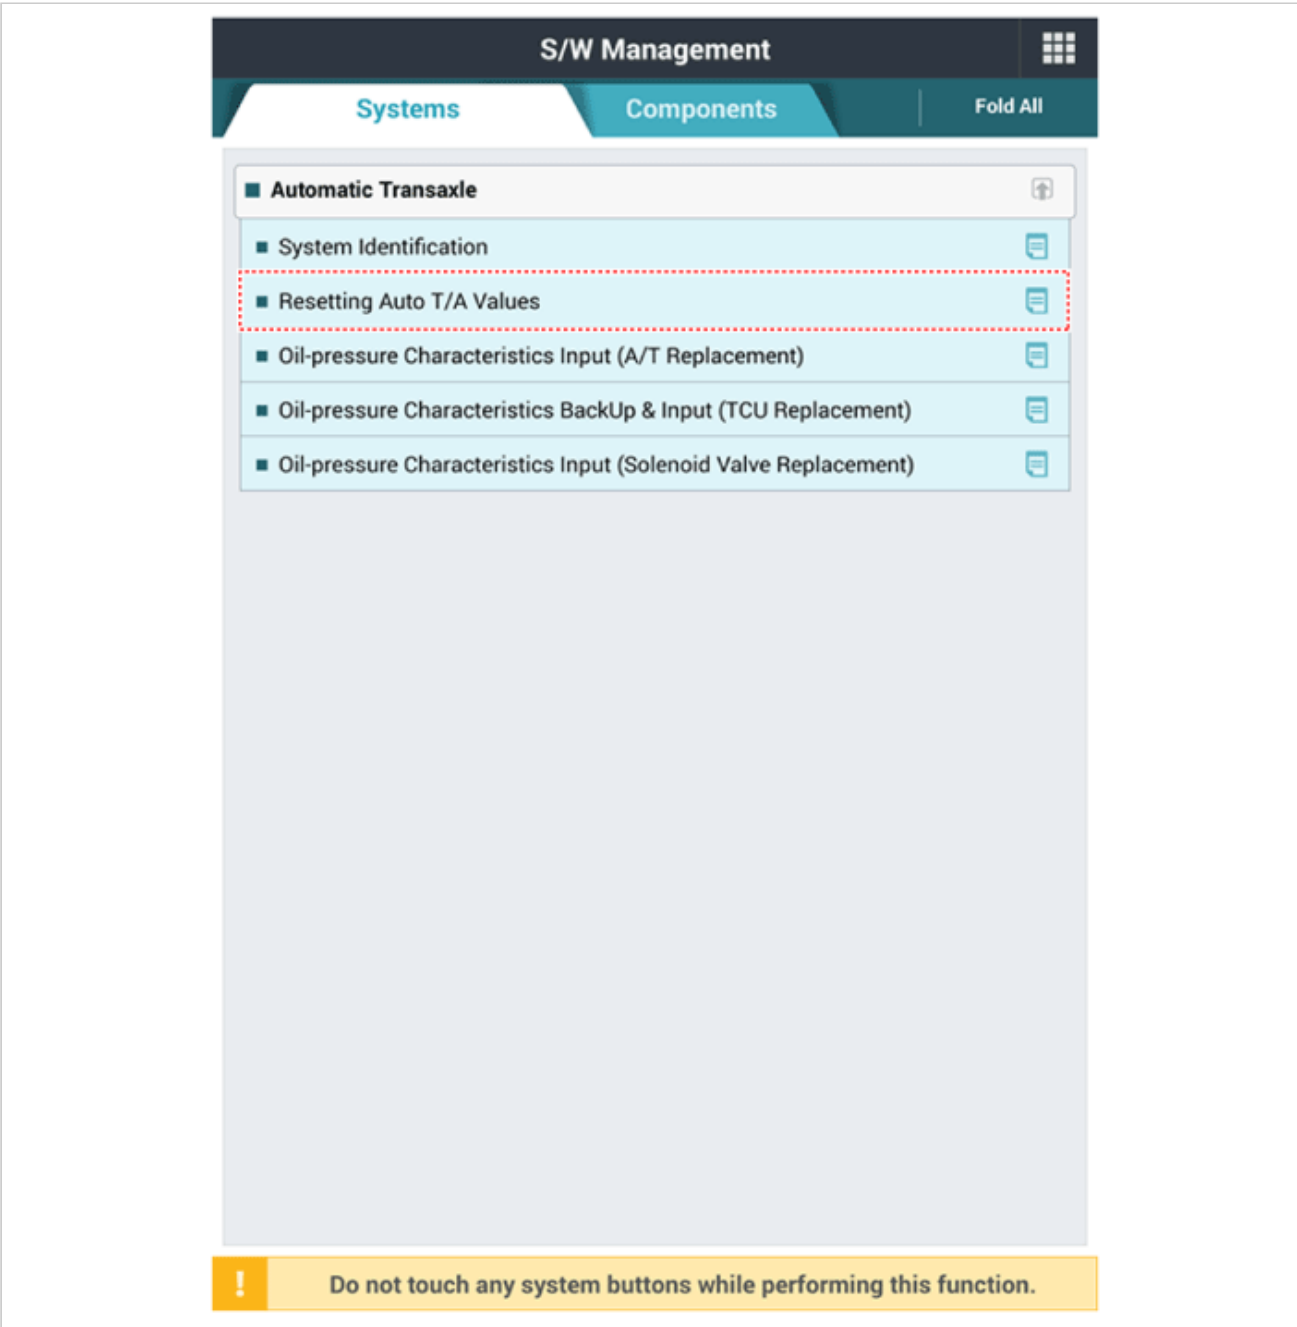 S/W Management
Systems
Components
Fold All
Automatic Transaxle
System Identification
Resetting Auto T/A Values
Oil-pressure Characteristics Input (A/T Replacement)
Oil-pressure Characteristics BackUp & Input (TCU Replacement)
Oil-pressure Characteristics Input (Solenoid Valve Replacement)
! Do not touch any system buttons while performing this function.